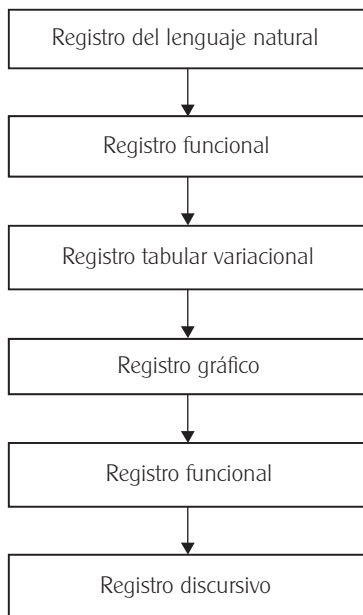 Registro del lenguaje natural
Registro funcional
Registro tabular variacional
Registro gráfico
Registro funcional
Registro discursivo